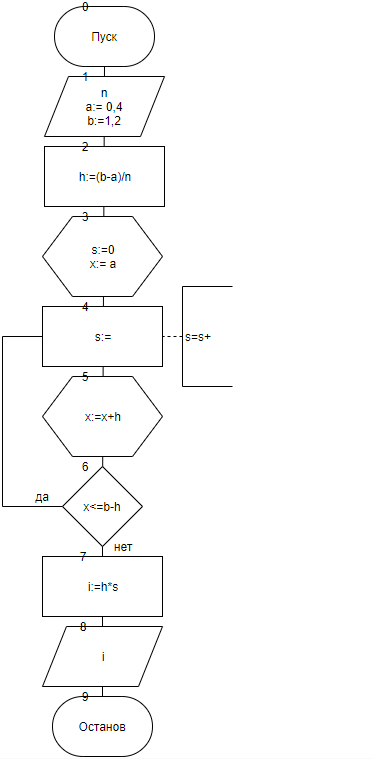 0
Пуск
1
n
a:= 0,4
b:=1,2
2
h:=(b-a)/n
3
s:=0
x:= a
4
s:=
s=s+
5
x:=x+h
6
x<=b-h
да
нет
7
i:=h*s
8
i
9
Останов